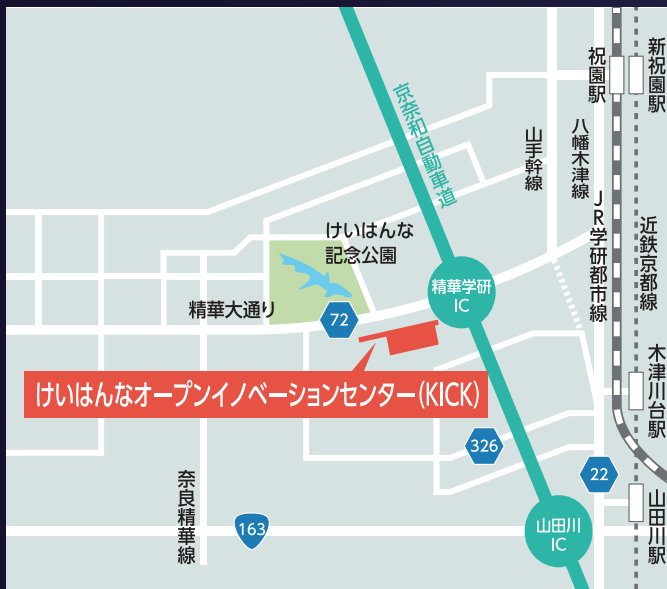 新祝園駅
祝園駅
京奈和自動車道
山手幹線
八幡木津線
JR学研都市線
近鉄京都線
けいはんな
記念公園
精華学研
IC
精華大通り
72
木津川台駅
けいはんなオープンイノベーションセンター(KICK)
326
22
奈良精華線
163
山田川
IC
山田川駅